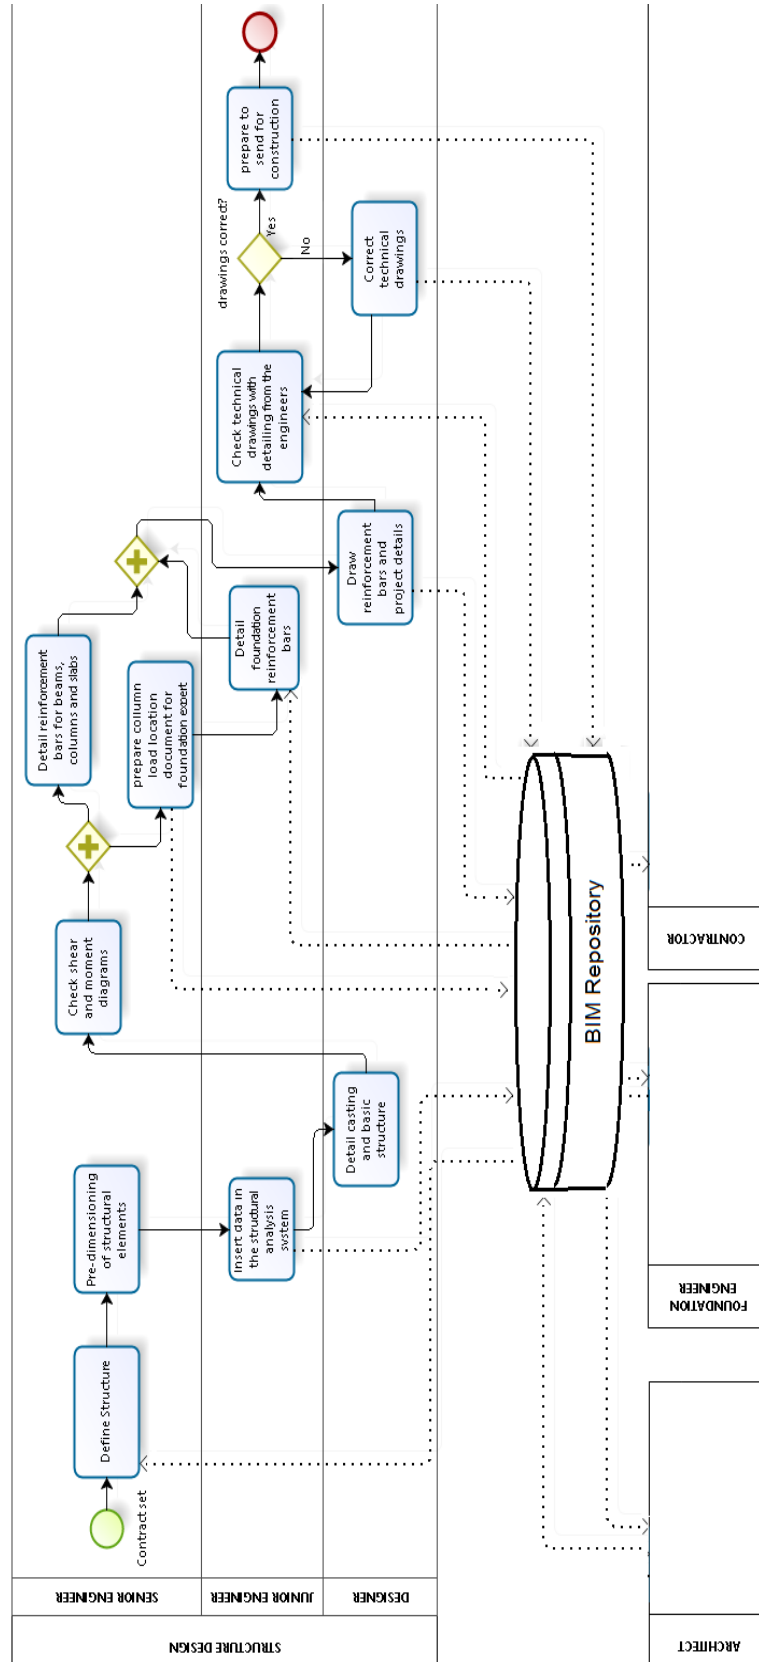 prepare to
send for
construction
drawings correct?
Yes
No
Correct
technical
drawings
Check technical
drawings with
detailing from the
engineers
Draw
reinforcement
bars and
project details
Detail
foundation
reinforcement
bars
Detail reinforcement
bars for beams,
columns and slabs
prepare column
load location
document for
foundation expert
Check shear
and moment
diagrams
Detail casting
and basic
structure
Insert data in
the structural
analysis
system
Pre-dimensioning
of structural
elements
Define Structure
Contract set
BIM Repository
SENIOR ENGINEER
JUNIOR ENGINEER
DESIGNER
STRUCTURE DESIGN
CONTRACTOR
FOUNDATION
ENGINEER
ARCHITECT